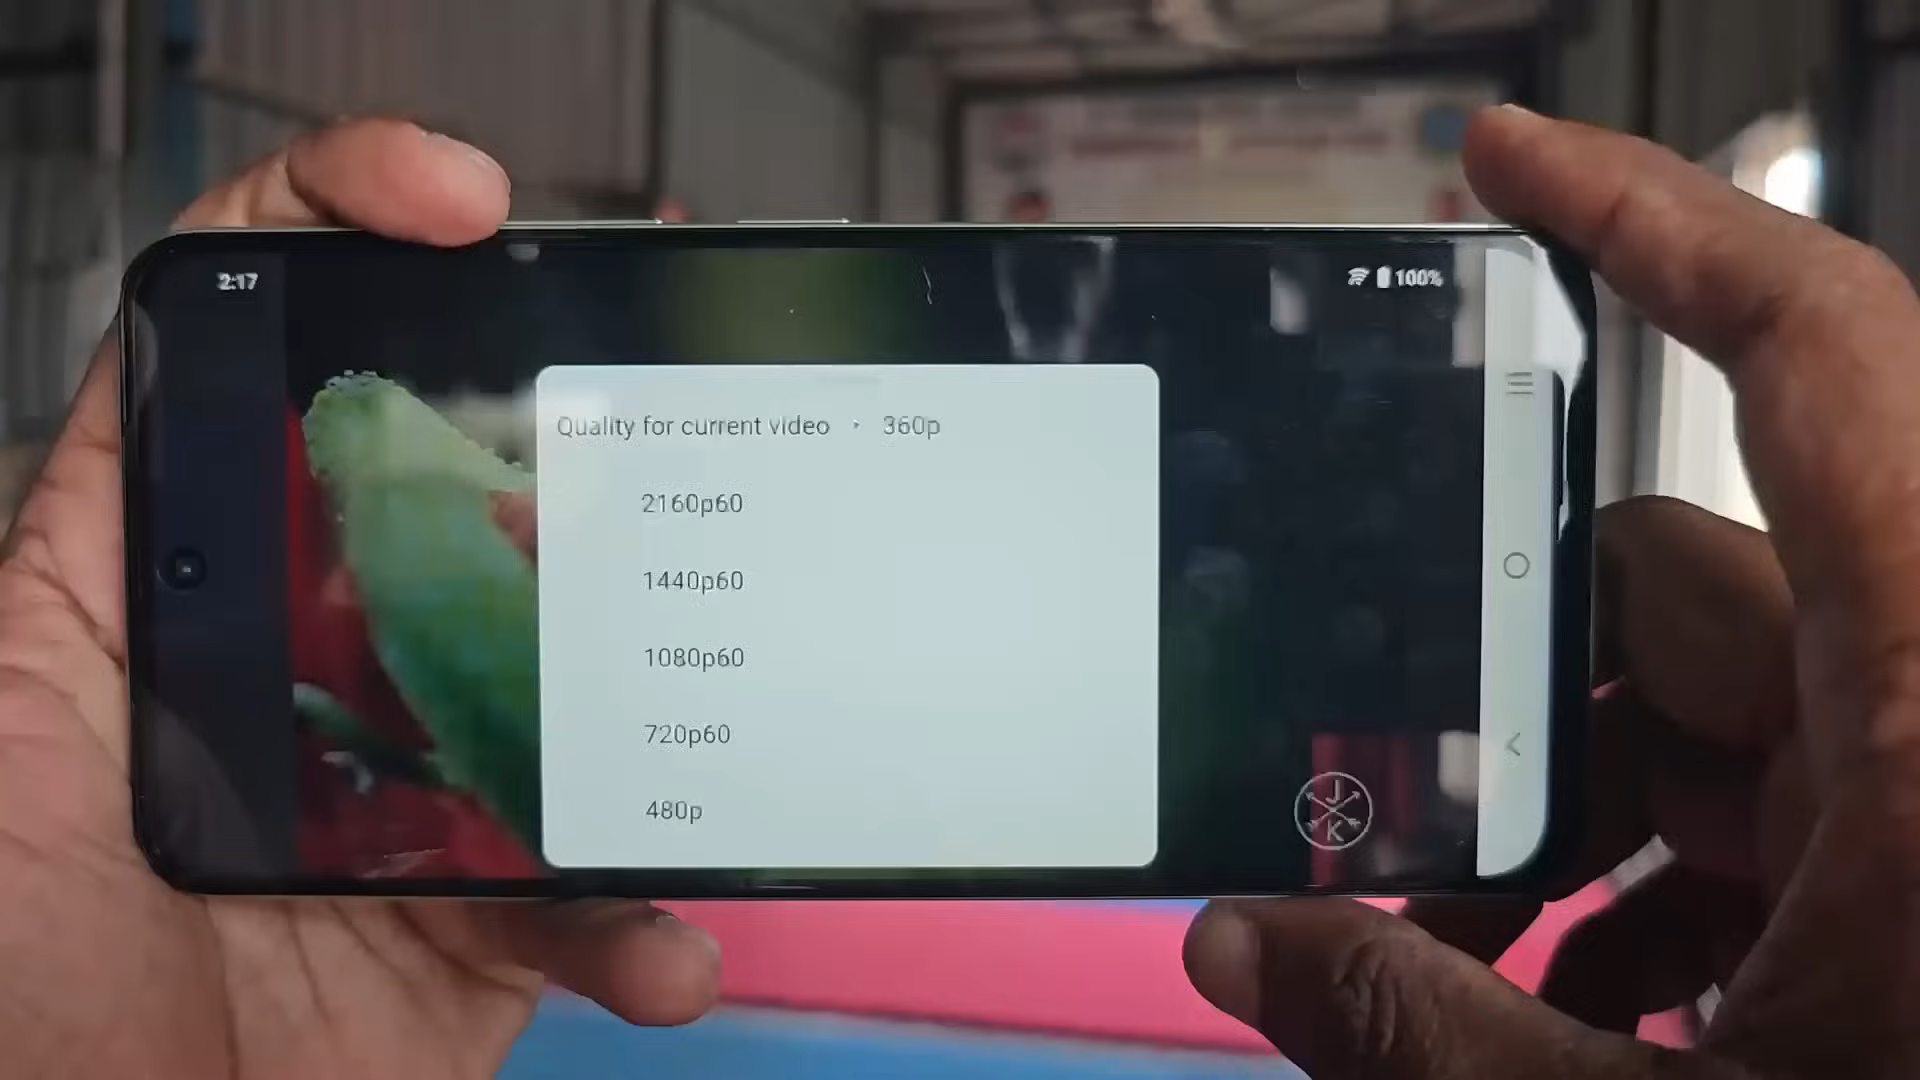 2:17
100%
Quality for current video • 360p
2160p60
1440p60
1080p60
720p60
480p
J
K